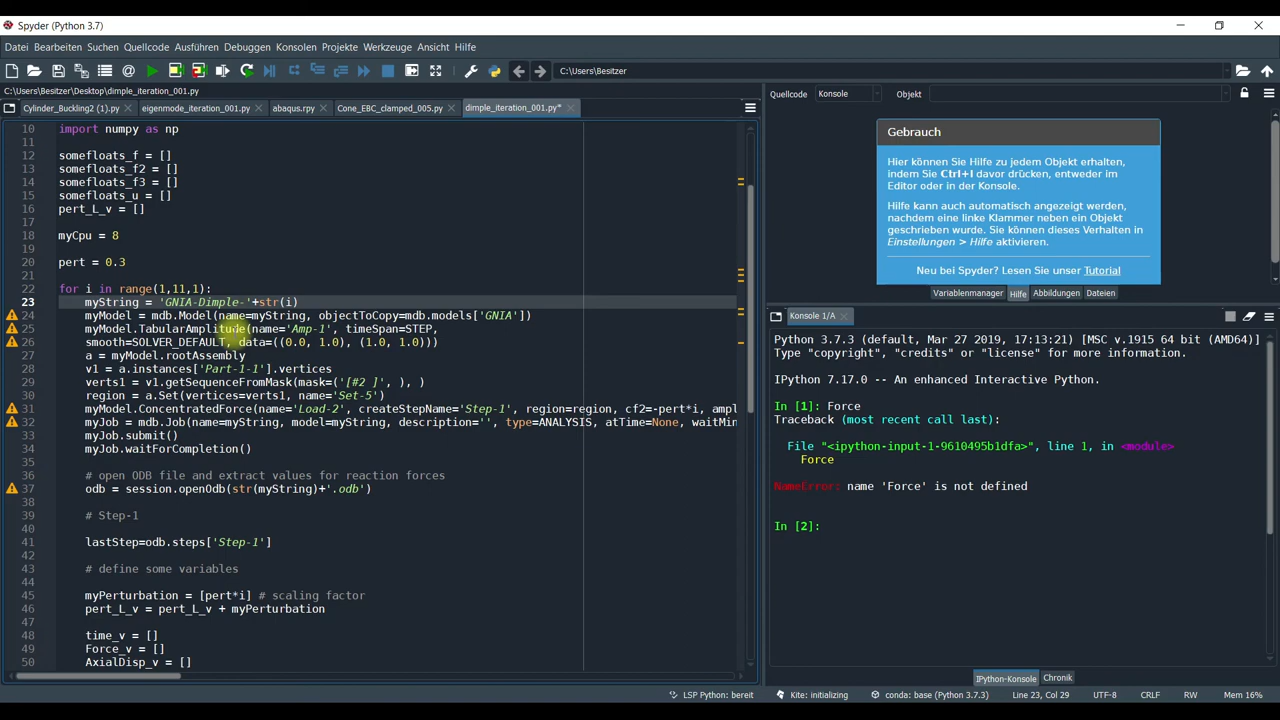 Spyder (Python 3.7)
Datei Bearbeiten Suchen Quellcode Ausführen Debuggen Konsolen Projekte Werkzeuge Ansicht Hilfe
C:\Users\Besitzer
C:\Users\Besitzer\Desktop\dimple_iteration_001.py
Cylinder_Buckling2 (1).py eigenmode_iteration_001.py abaqus.rpy Cone_EBC_clamped_005.py dimple_iteration_001.py*
10 import numpy as np
11
12 somefloats_f = []
13 somefloats_f2 = []
14 somefloats_f3 = []
15 somefloats_u = []
16 pert_L_v = []
17
18 myCpu = 8
19
20 pert = 0.3
21
22 for i in range(1,11,1):
23 myString = 'GNIA-Dimple-'+str(i)
24 myModel = mdb.Model(name=myString, objectToCopy=mdb.models['GNIA'])
25 myModel.TabularAmplitude(name='Amp-1', timeSpan=STEP,
26 smooth=SOLVER_DEFAULT, data=((0.0, 1.0), (1.0, 1.0)))
27 a = myModel.rootAssembly
28 v1 = a.instances['Part-1-1'].vertices
29 verts1 = v1.getSequenceFromMask(mask=('[#2 ]', ), )
30 region = a.Set(vertices=verts1, name='Set-5')
31 myModel.ConcentratedForce(name='Load-2', createStepName='Step-1', region=region, cf2=-pert*i, ampl
32 myJob = mdb.Job(name=myString, model=myString, description='', type=ANALYSIS, atTime=None, waitMin
33 myJob.submit()
34 myJob.waitForCompletion()
35
36 # open ODB file and extract values for reaction forces
37 odb = session.openOdb(str(myString)+'.odb')
38
39 # Step-1
40
41 lastStep=odb.steps['Step-1']
42
43 # define some variables
44
45 myPerturbation = [pert*i] # scaling factor
46 pert_L_v = pert_L_v + myPerturbation
47
48 time_v = []
49 Force_v = []
50 AxialDisp_v = []
Quellcode Konsole Objekt
Gebrauch
Hier können Sie Hilfe zu jedem Objekt erhalten,
indem Sie Ctrl+I davor drücken, entweder im
Editor oder in der Konsole.
Hilfe kann auch automatisch angezeigt werden,
nachdem eine linke Klammer neben ein Objekt
geschrieben wurde. Sie können dieses Verhalten in
Einstellungen > Hilfe aktivieren.
Neu bei Spyder? Lesen Sie unser Tutorial
Variablenmanager Hilfe Abbildungen Dateien
Konsole 1/A
Python 3.7.3 (default, Mar 27 2019, 17:13:21) [MSC v.1915 64 bit (AMD64)]
Type "copyright", "credits" or "license" for more information.
IPython 7.17.0 -- An enhanced Interactive Python.
In [1]: Force
Traceback (most recent call last):
File "<ipython-input-1-9610495b1dfa>", line 1, in <module>
Force
NameError: name 'Force' is not defined
In [2]:
IPython-Konsole Chronik
LSP Python: bereit Kite: initializing conda: base (Python 3.7.3) Line 23, Col 29 UTF-8 CRLF RW Mem 16%